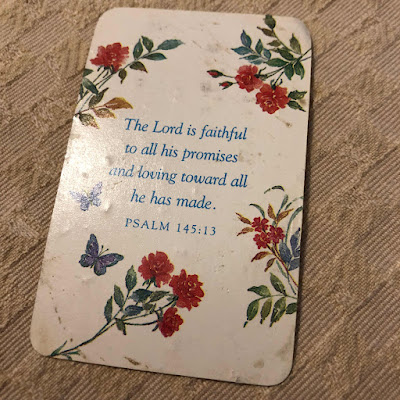 The Lord is faithful
to all his promises
and loving toward all
he has made.
PSALM 145:13